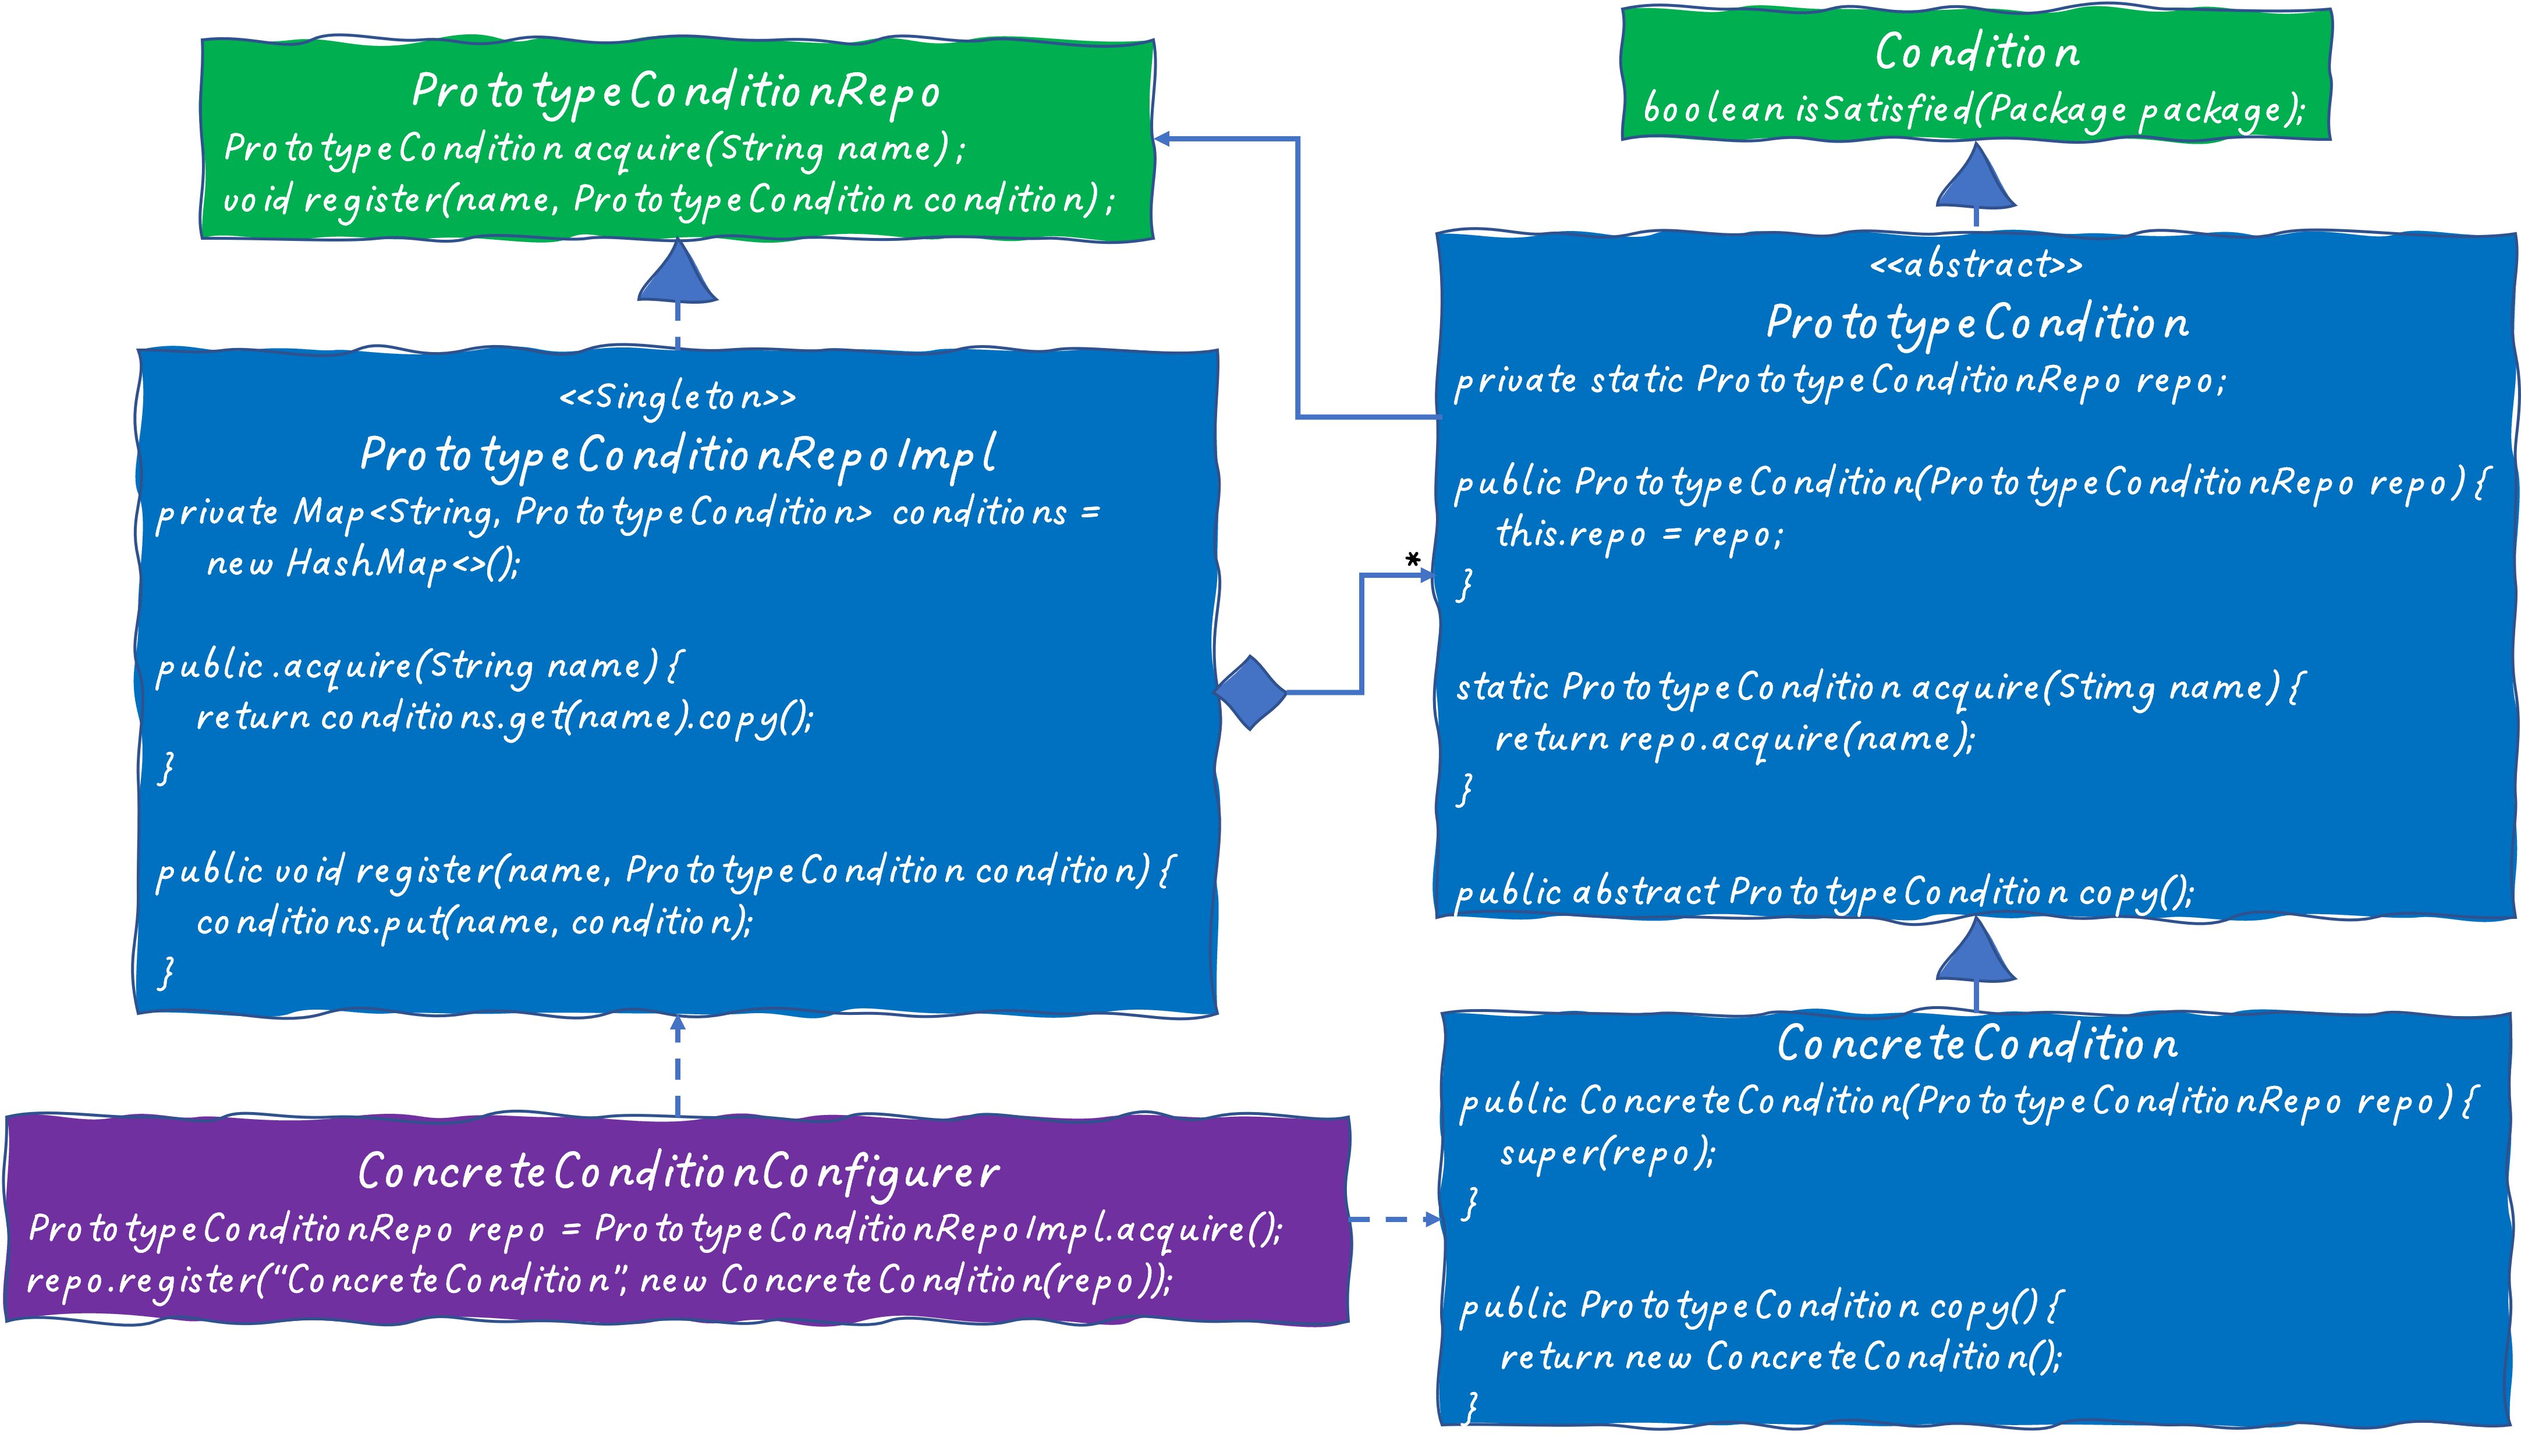 PrototypeConditionRepo
PrototypeCondition acquire(String name);
void register(name, PrototypeCondition condition);
Condition
boolean isSatisfied(Package package);
<<Singleton>>
PrototypeConditionRepoImpl
private Map<String, PrototypeCondition> conditions =
new HashMap<>();
public .acquire(String name) {
return conditions.get(name).copy();
}
public void register(name, PrototypeCondition condition) {
conditions.put(name, condition);
}
<<abstract>>
PrototypeCondition
private static PrototypeConditionRepo repo;
public PrototypeCondition(PrototypeConditionRepo repo) {
this.repo = repo;
}
static PrototypeCondition acquire(Stimg name) {
return repo.acquire(name);
}
public abstract PrototypeCondition copy();
*
ConcreteConditionConfigurer
PrototypeConditionRepo repo = PrototypeConditionRepoImpl.acquire();
repo.register(“ConcreteCondition”, new ConcreteCondition(repo));
ConcreteCondition
public ConcreteCondition(PrototypeConditionRepo repo) {
super(repo);
}
public PrototypeCondition copy() {
return new ConcreteCondition();
}